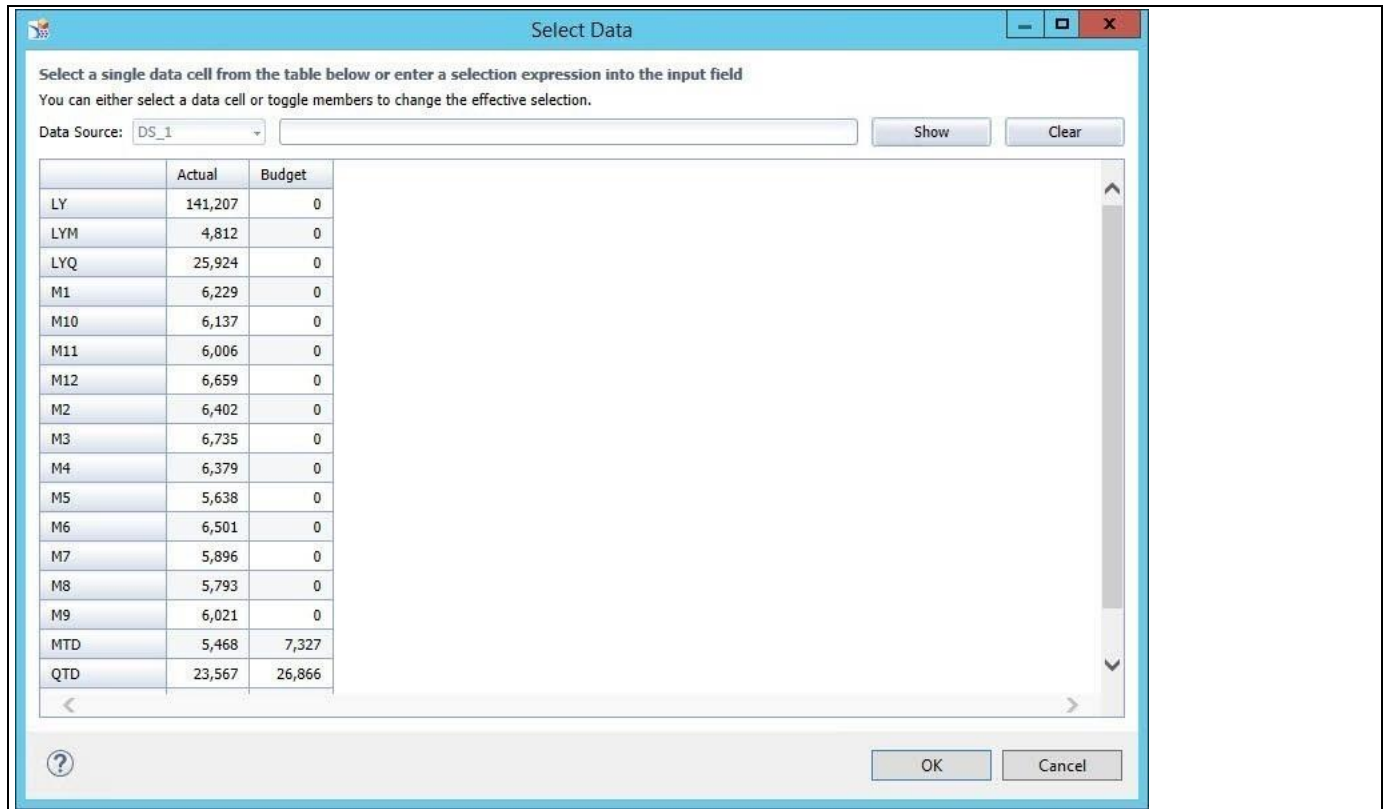 Select Data
Select a single data cell from the table below or enter a selection expression into the input field
You can either select a data cell or toggle members to change the effective selection.
Data Source: DS_1 Show Clear
Actual Budget
LY 141,207 0
LYM 4,812 0
LYQ 25,924 0
M1 6,229 0
M10 6,137 0
M11 6,006 0
M12 6,659 0
M2 6,402 0
M3 6,735 0
M4 6,379 0
M5 5,638 0
M6 6,501 0
M7 5,896 0
M8 5,793 0
M9 6,021 0
MTD 5,468 7,327
QTD 23,567 26,866
OK Cancel